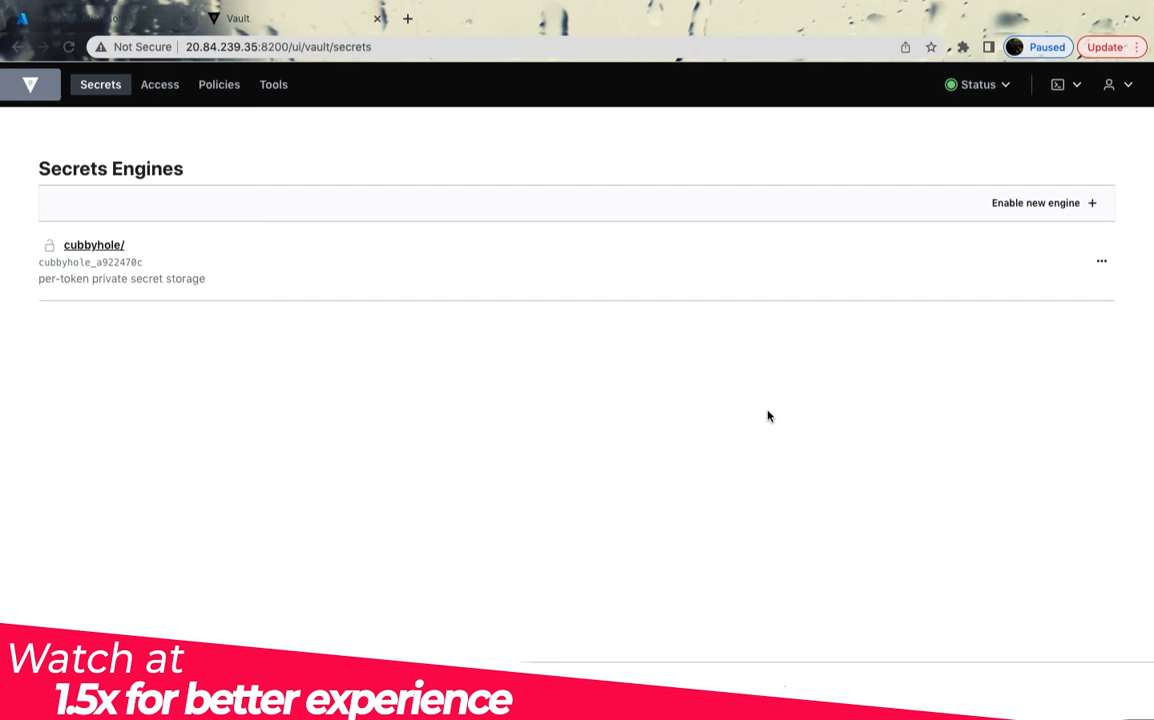 Vault
Not Secure 20.84.239.35:8200/ui/vault/secrets Paused Update
Secrets Access Policies Tools Status
Secrets Engines
Enable new engine
cubbyhole/
cubbyhole_a922470c
per-token private secret storage
Watch at
1.5x for better experience